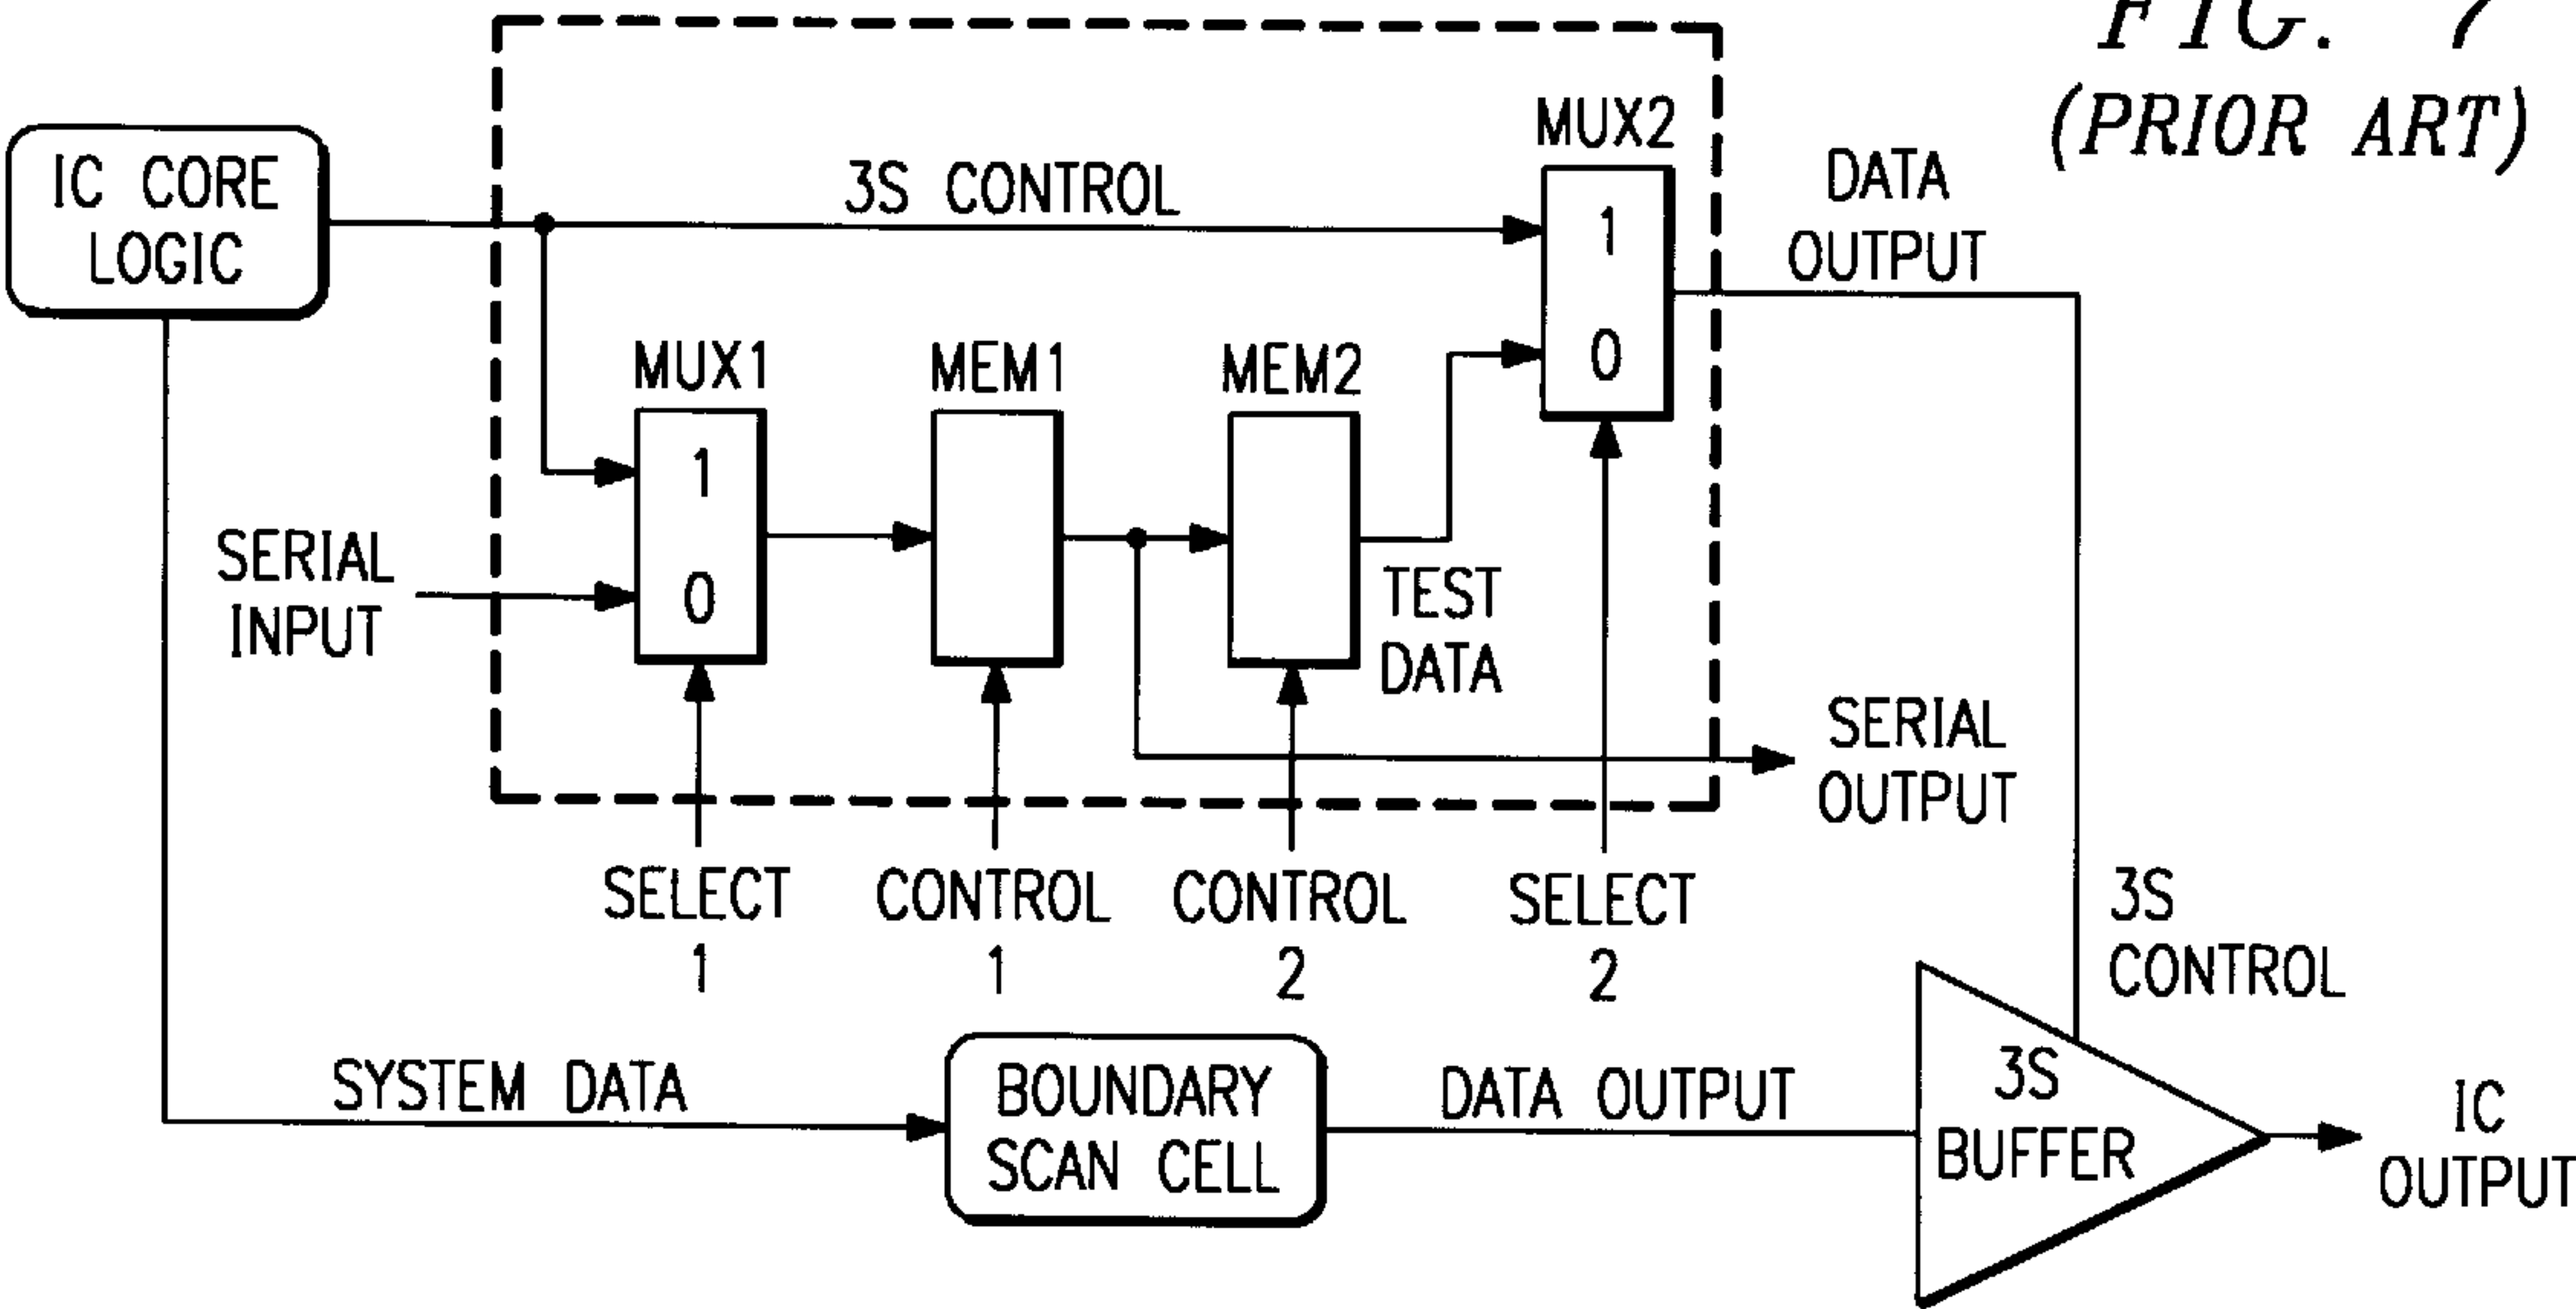 FIG. 7
(PRIOR ART)
IC CORE
LOGIC
3S CONTROL
MUX2
1
0
DATA
OUTPUT
MUX1
1
0
MEM1
MEM2
SERIAL
INPUT
TEST
DATA
SERIAL
OUTPUT
SELECT
1
CONTROL
1
CONTROL
2
SELECT
2
3S
CONTROL
SYSTEM DATA
BOUNDARY
SCAN CELL
DATA OUTPUT
3S
BUFFER
IC
OUTPUT